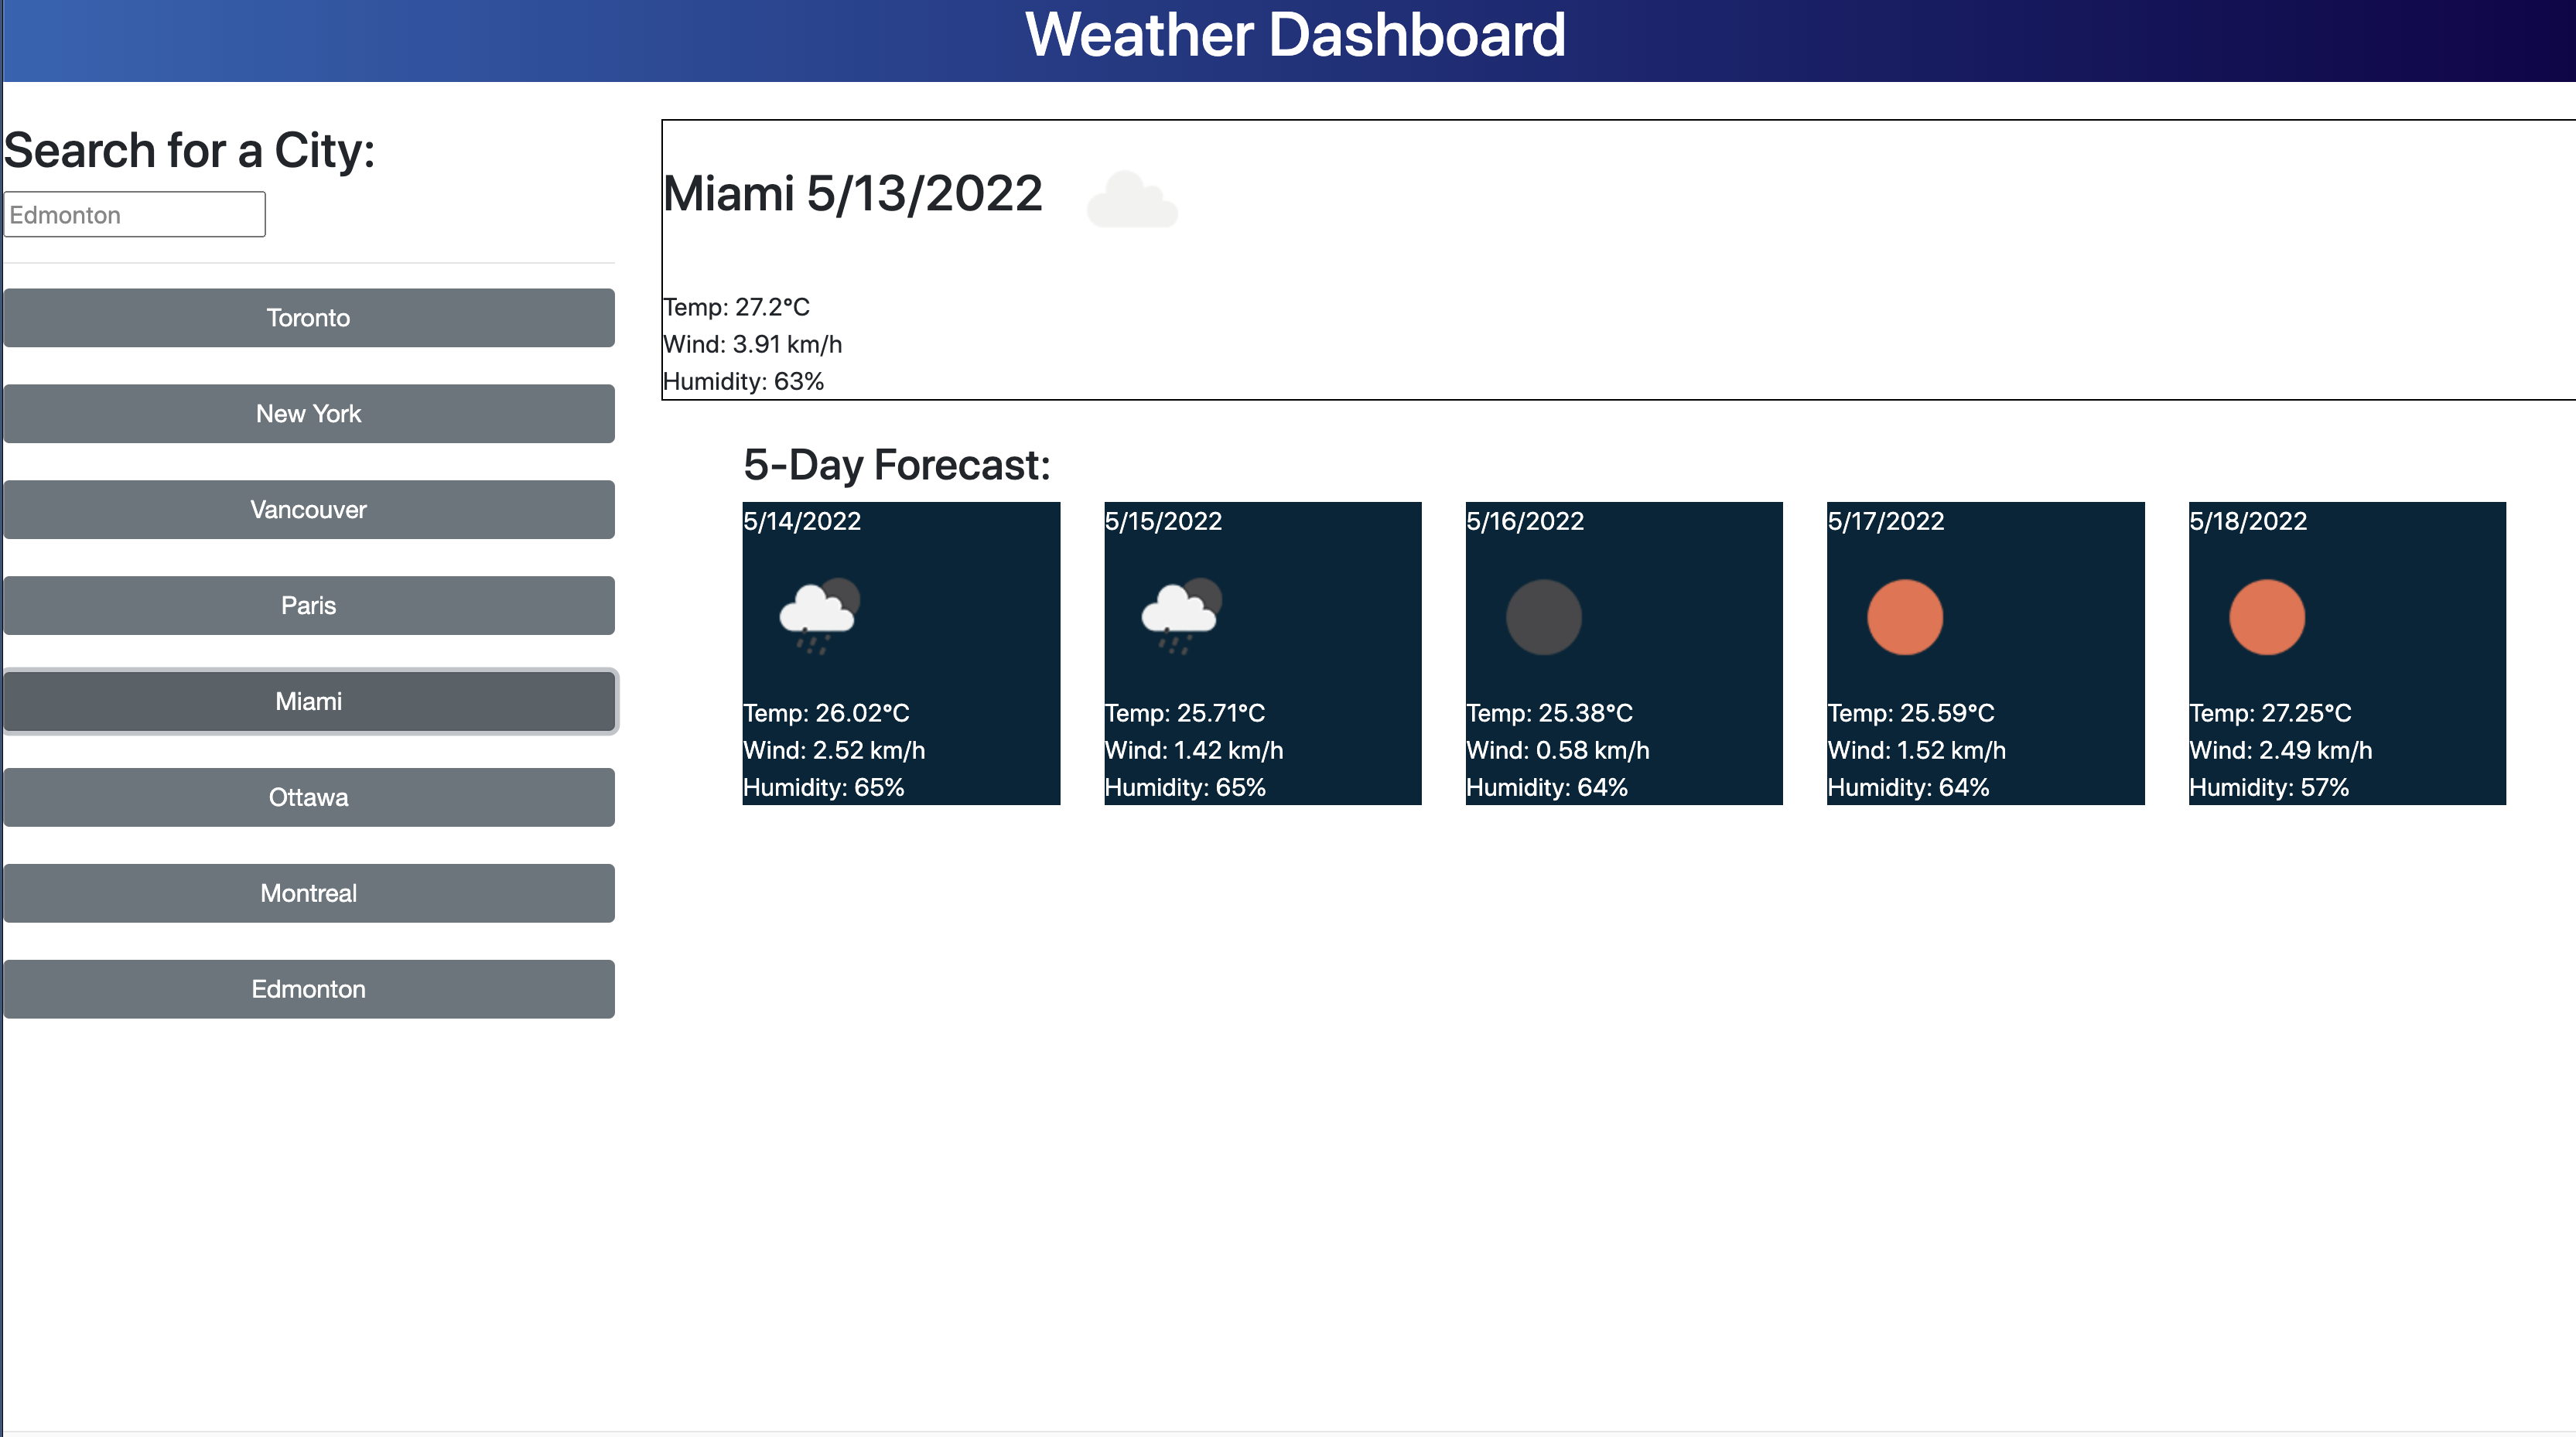 Weather Dashboard
Search for a City:
Edmonton
Toronto
New York
Vancouver
Paris
Miami
Ottawa
Montreal
Edmonton
Miami 5/13/2022
Temp: 27.2°C
Wind: 3.91 km/h
Humidity: 63%
5-Day Forecast:
5/14/2022
Temp: 26.02°C
Wind: 2.52 km/h
Humidity: 65%
5/15/2022
Temp: 25.71°C
Wind: 1.42 km/h
Humidity: 65%
5/16/2022
Temp: 25.38°C
Wind: 0.58 km/h
Humidity: 64%
5/17/2022
Temp: 25.59°C
Wind: 1.52 km/h
Humidity: 64%
5/18/2022
Temp: 27.25°C
Wind: 2.49 km/h
Humidity: 57%